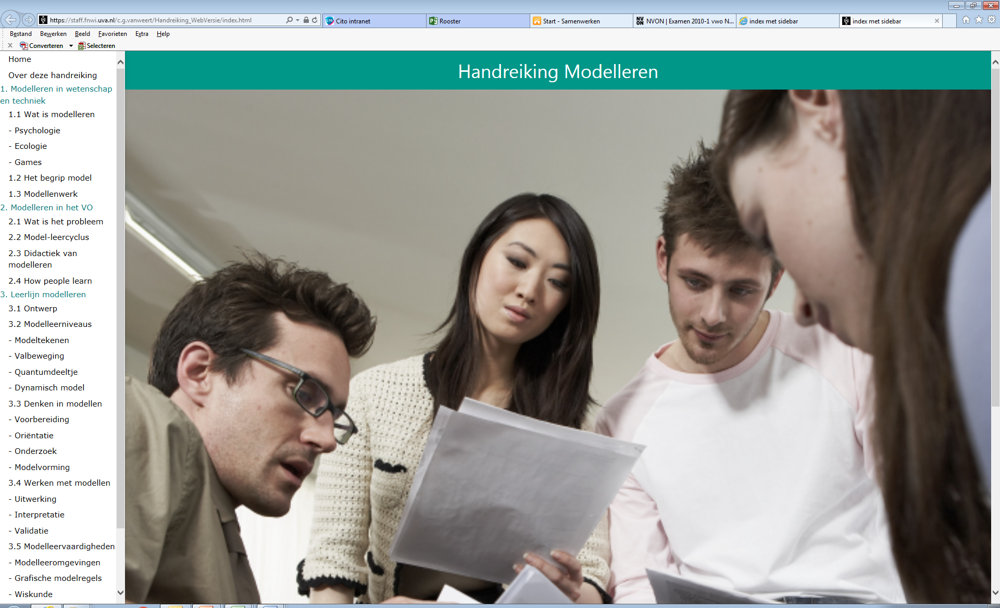 https://staff.fnwi.uva.nl/c.g.vanweert/Handreiking_WebVersie/index.html
Cito intranet
Rooster
Start - Samenwerken
NVON | Examen 2010-1 vwo N...
index met sidebar
index met sidebar
Bestand Bewerken Beeld Favorieten Extra Help
x Converteren Selecteren
Handreiking Modelleren
Home
Over deze handreiking
1. Modelleren in wetenschap
en techniek
1.1 Wat is modelleren
- Psychologie
- Ecologie
- Games
1.2 Het begrip model
1.3 Modellenwerk
2. Modelleren in het VO
2.1 Wat is het probleem
2.2 Model-leercyclus
2.3 Didactiek van
modelleren
2.4 How people learn
3. Leerlijn modelleren
3.1 Ontwerp
3.2 Modelleerniveaus
- Modeltekenen
- Valbeweging
- Quantumdeeltje
- Dynamisch model
3.3 Denken in modellen
- Voorbereiding
- Oriëntatie
- Onderzoek
- Modelvorming
3.4 Werken met modellen
- Uitwerking
- Interpretatie
- Validatie
3.5 Modelleervaardigheden
- Modelleeromgevingen
- Grafische modelregels
- Wiskunde